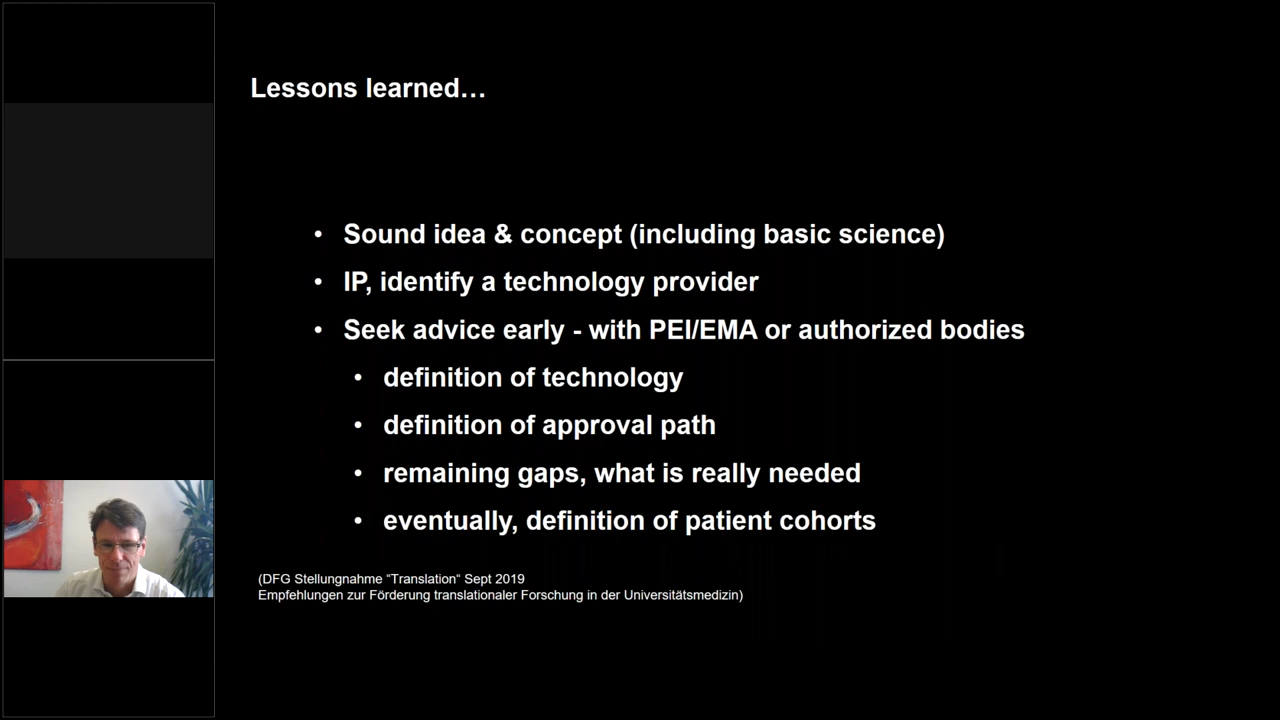 Lessons learned…
• Sound idea & concept (including basic science)
• IP, identify a technology provider
• Seek advice early - with PEI/EMA or authorized bodies
• definition of technology
• definition of approval path
• remaining gaps, what is really needed
• eventually, definition of patient cohorts
(DFG Stellungnahme “Translation“ Sept 2019
Empfehlungen zur Förderung translationaler Forschung in der Universitätsmedizin)